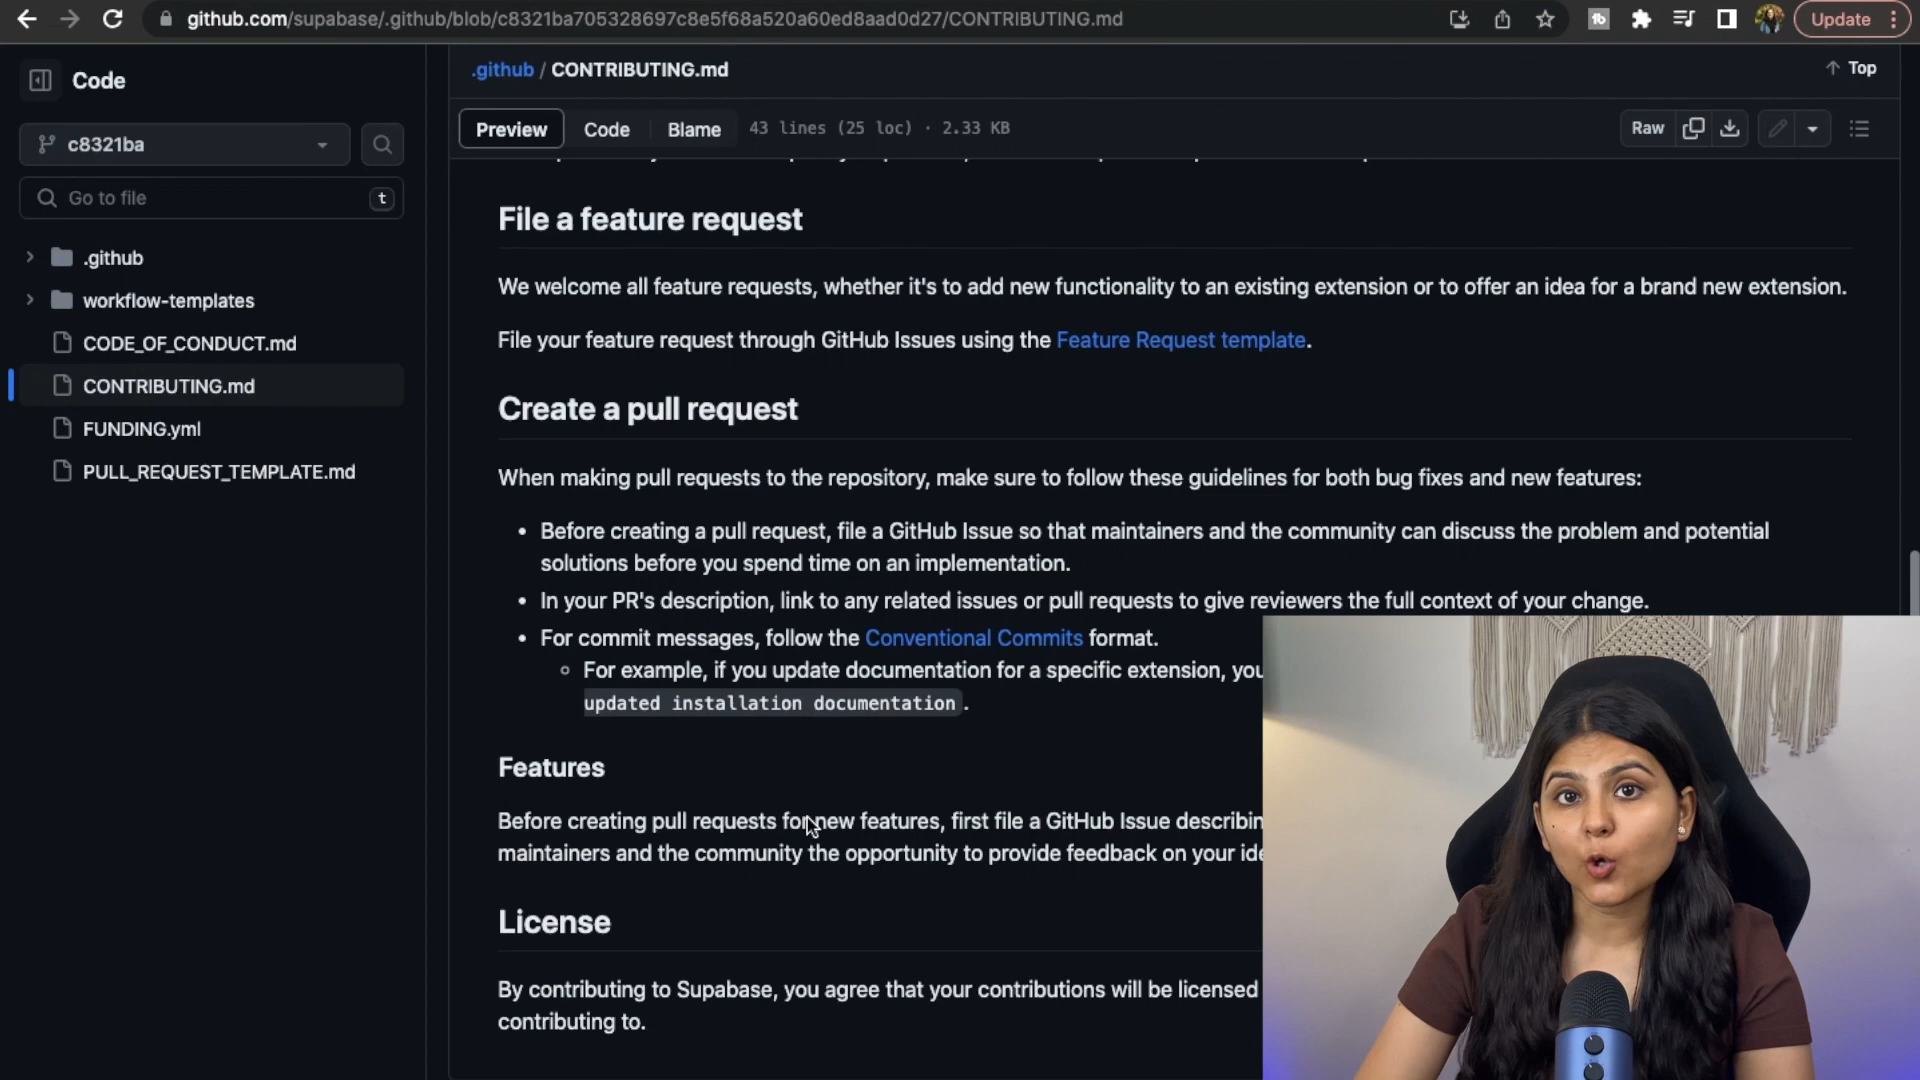 github.com/supabase/.github/blob/c8321ba705328697c8e5f68a520a60ed8aad0d27/CONTRIBUTING.md
Update
Code
c8321ba
Go to file
t
.github
workflow-templates
CODE_OF_CONDUCT.md
CONTRIBUTING.md
FUNDING.yml
PULL_REQUEST_TEMPLATE.md
.github / CONTRIBUTING.md
Top
Preview
Code
Blame
43 lines (25 loc) · 2.33 KB
Raw
File a feature request
We welcome all feature requests, whether it's to add new functionality to an existing extension or to offer an idea for a brand new extension.
File your feature request through GitHub Issues using the Feature Request template.
Create a pull request
When making pull requests to the repository, make sure to follow these guidelines for both bug fixes and new features:
• Before creating a pull request, file a GitHub Issue so that maintainers and the community can discuss the problem and potential
solutions before you spend time on an implementation.
• In your PR's description, link to any related issues or pull requests to give reviewers the full context of your change.
• For commit messages, follow the Conventional Commits format.
For example, if you update documentation for a specific extension, you
updated installation documentation.
Features
Before creating pull requests for new features, first file a GitHub Issue describin
maintainers and the community the opportunity to provide feedback on your ide
License
By contributing to Supabase, you agree that your contributions will be licensed
contributing to.